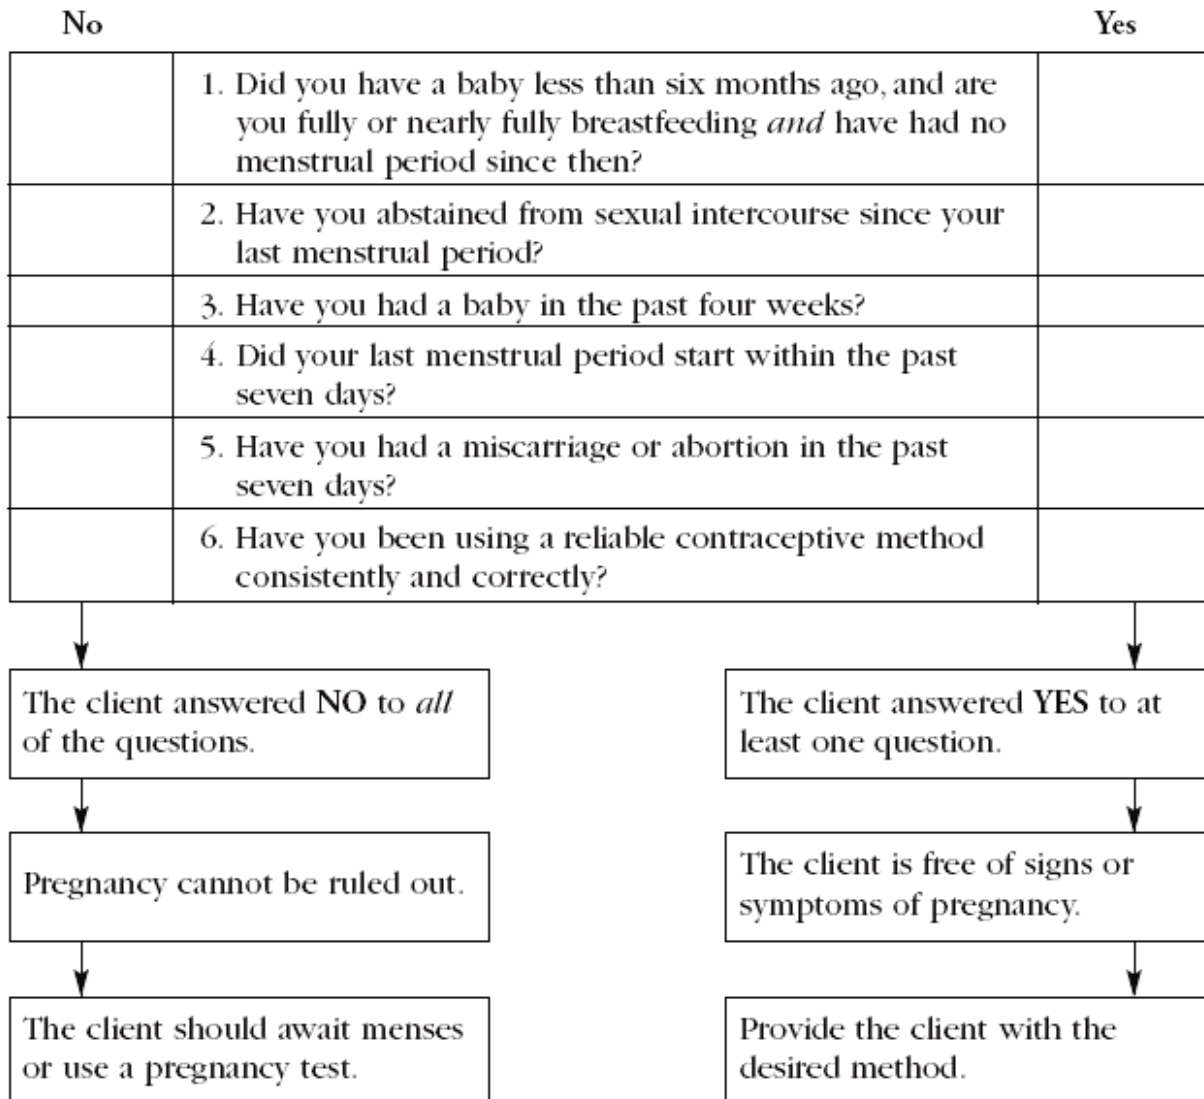 No
Yes
1. Did you have a baby less than six months ago, and are
you fully or nearly fully breastfeeding and have had no
menstrual period since then?
2. Have you abstained from sexual intercourse since your
last menstrual period?
3. Have you had a baby in the past four weeks?
4. Did your last menstrual period start within the past
seven days?
5. Have you had a miscarriage or abortion in the past
seven days?
6. Have you been using a reliable contraceptive method
consistently and correctly?
The client answered NO to all
of the questions.
Pregnancy cannot be ruled out.
The client should await menses
or use a pregnancy test.
The client answered YES to at
least one question.
The client is free of signs or
symptoms of pregnancy.
Provide the client with the
desired method.